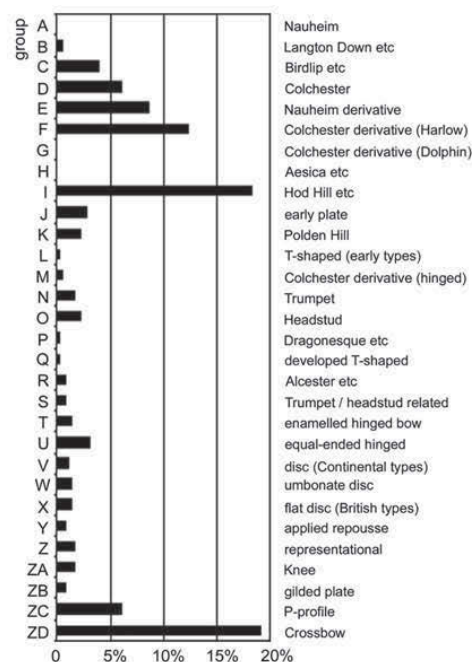 group
A Nauheim
B Langton Down etc
C Birdlip etc
D Colchester
E Nauheim derivative
F Colchester derivative (Harlow)
G Colchester derivative (Dolphin)
H Aesica etc
I Hod Hill etc
J early plate
K Polden Hill
L T-shaped (early types)
M Colchester derivative (hinged)
N Trumpet
O Headstud
P Dragonesque etc
Q developed T-shaped
R Alcester etc
S Trumpet / headstud related
T enamelled hinged bow
U equal-ended hinged
V disc (Continental types)
W umbonate disc
X flat disc (British types)
Y applied repousse
Z representational
ZA Knee
ZB gilded plate
ZC P-profile
ZD Crossbow
0 5% 10% 15% 20%